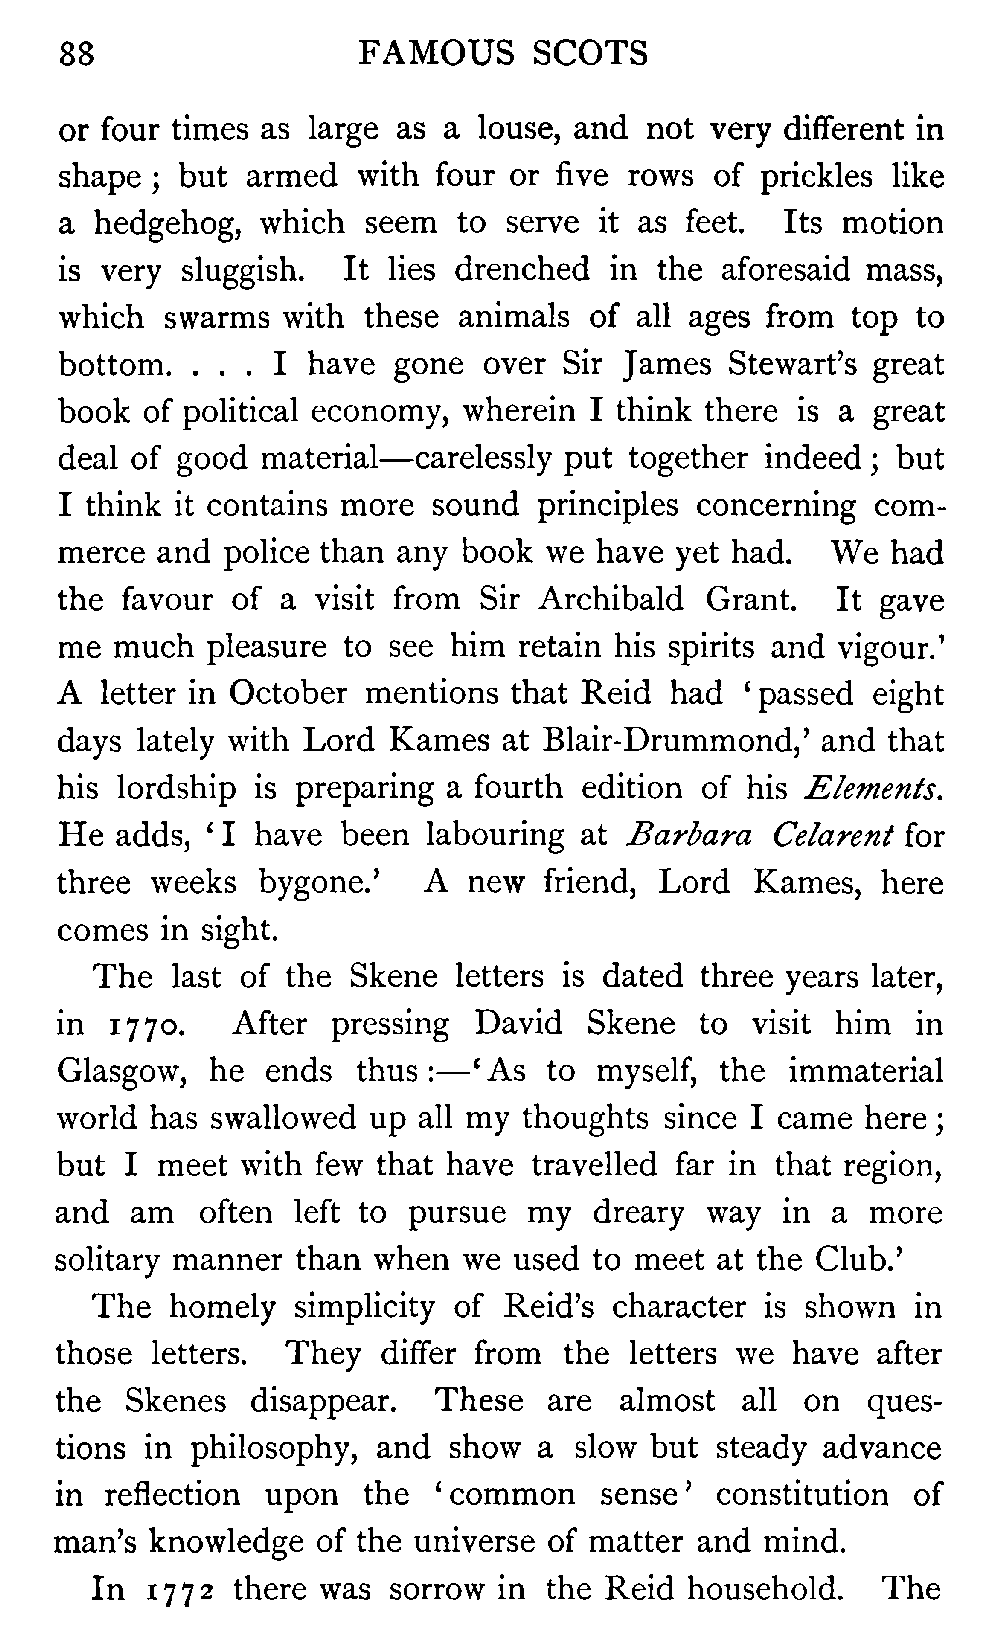 88 FAMOUS SCOTS
or four times as large as a louse, and not very different in
shape ; but armed with four or five rows of prickles like
a hedgehog, which seem to serve it as feet. Its motion
is very sluggish. It lies drenched in the aforesaid mass,
which swarms with these animals of all ages from top to
bottom. . . . I have gone over Sir James Stewart's great
book of political economy, wherein I think there is a great
deal of good material—carelessly put together indeed ; but
I think it contains more sound principles concerning com-
merce and police than any book we have yet had. We had
the favour of a visit from Sir Archibald Grant. It gave
me much pleasure to see him retain his spirits and vigour.'
A letter in October mentions that Reid had ‘passed eight
days lately with Lord Kames at Blair-Drummond,’ and that
his lordship is preparing a fourth edition of his Elements.
He adds, ‘I have been labouring at Barbara Celarent for
three weeks bygone.’ A new friend, Lord Kames, here
comes in sight.
The last of the Skene letters is dated three years later,
in 1770. After pressing David Skene to visit him in
Glasgow, he ends thus :—‘As to myself, the immaterial
world has swallowed up all my thoughts since I came here ;
but I meet with few that have travelled far in that region,
and am often left to pursue my dreary way in a more
solitary manner than when we used to meet at the Club.’
The homely simplicity of Reid's character is shown in
those letters. They differ from the letters we have after
the Skenes disappear. These are almost all on ques-
tions in philosophy, and show a slow but steady advance
in reflection upon the ‘common sense’ constitution of
man's knowledge of the universe of matter and mind.
In 1772 there was sorrow in the Reid household. The